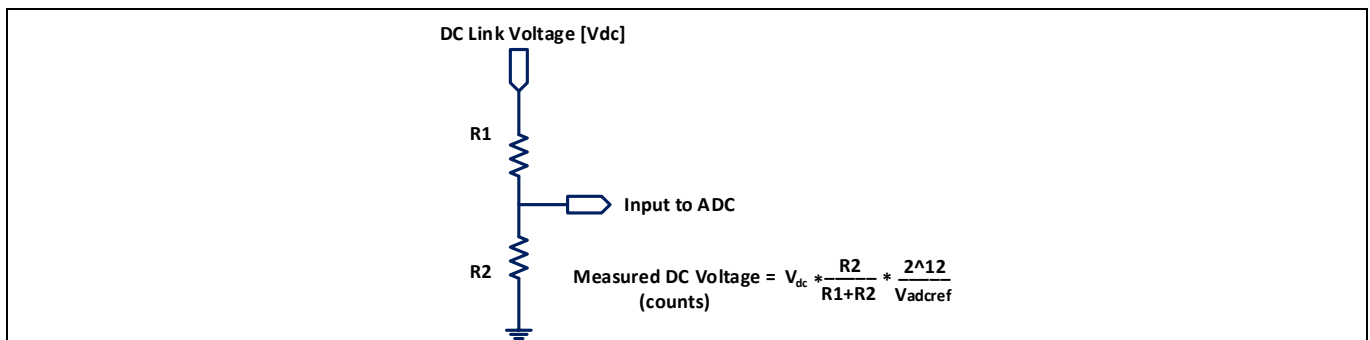 DC Link Voltage [Vdc]
R1
Input to ADC
R2
Measured DC Voltage = Vdc * R2 / R1+R2 * 2^12 / Vadcref
(counts)